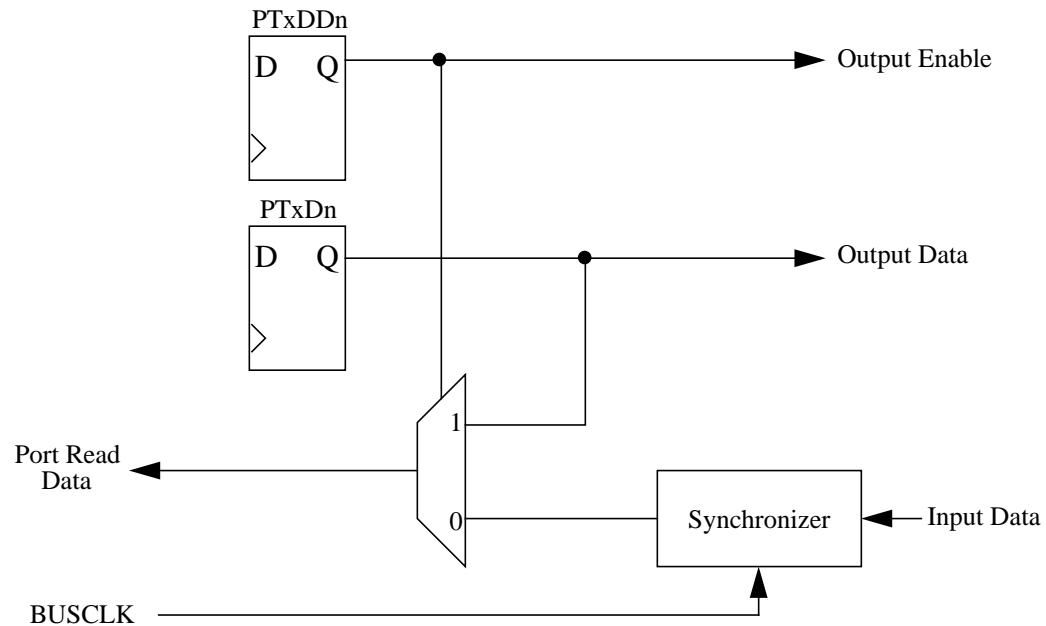 PTxDDn
D Q
Output Enable
PTxDn
D Q
Output Data
1
Port Read
Data
0
Synchronizer
Input Data
BUSCLK